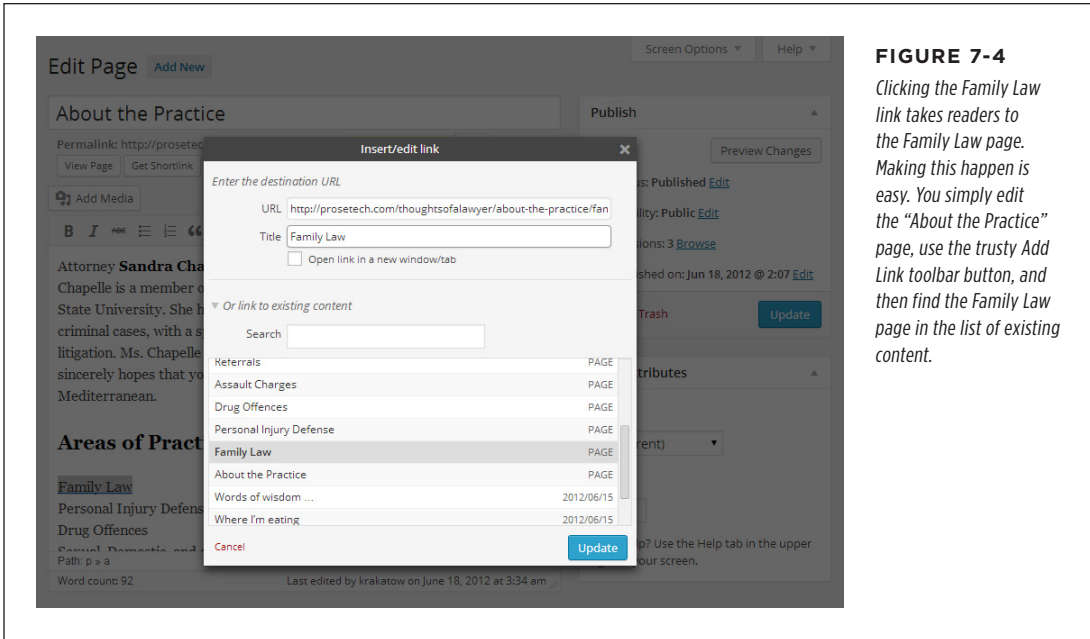 Screen Options Help
Edit Page Add New
About the Practice
Permalink: http://prosetec
View Page Get Shortlink
Add Media
B I ABC
Attorney Sandra Cha
Chapelle is a member o
State University. She h
criminal cases, with a s
litigation. Ms. Chapelle
sincerely hopes that yo
Mediterranean.
Areas of Pract
Family Law
Personal Injury Defens
Drug Offences
Path: p » a
Word count: 92
Last edited by krakatow on June 18, 2012 at 3:34 am
Insert/edit link
Enter the destination URL
URL http://prosetech.com/thoughtsofalawyer/about-the-practice/fan
Title Family Law
Open link in a new window/tab
Or link to existing content
Search
Referrals PAGE
Assault Charges PAGE
Drug Offences PAGE
Personal Injury Defense PAGE
Family Law PAGE
About the Practice PAGE
Words of wisdom ... 2012/06/15
Where I'm eating 2012/06/15
Cancel Update
Publish
Preview Changes
us: Published Edit
ility: Public Edit
sions: 3 Browse
shed on: Jun 18, 2012 @ 2:07 Edit
Trash Update
tributes
rent)
lp? Use the Help tab in the upper
our screen.
FIGURE 7-4
Clicking the Family Law
link takes readers to
the Family Law page.
Making this happen is
easy. You simply edit
the “About the Practice”
page, use the trusty Add
Link toolbar button, and
then find the Family Law
page in the list of existing
content.